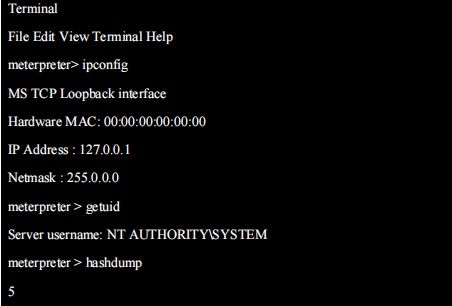 Terminal
File Edit View Terminal Help
meterpreter> ipconfig
MS TCP Loopback interface
Hardware MAC: 00:00:00:00:00:00
IP Address : 127.0.0.1
Netmask : 255.0.0.0
meterpreter > getuid
Server username: NT AUTHORITY\SYSTEM
meterpreter > hashdump
5